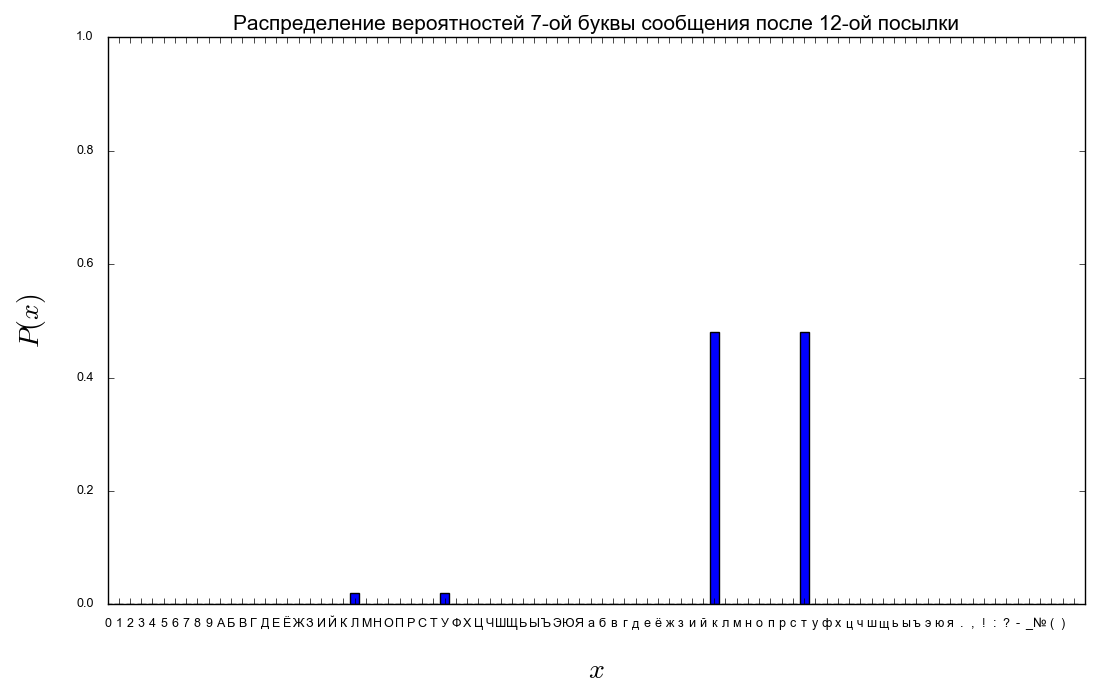 Распределение вероятностей 7-ой буквы сообщения после 12-ой посылки
1.0
0.8
0.6
0.4
0.2
0.0
P(x)
0 1 2 3 4 5 6 7 8 9 А Б В Г Д Е Ё Ж З И Й К Л М Н О П Р С Т У Ф Х Ц Ч Ш Щ Ь Ы Ъ Э Ю Я а б в г д е ё ж з и й к л м н о п р с т у ф х ц ч ш щ ь ы ъ э ю я . , ! : ? - _ № ( )
x